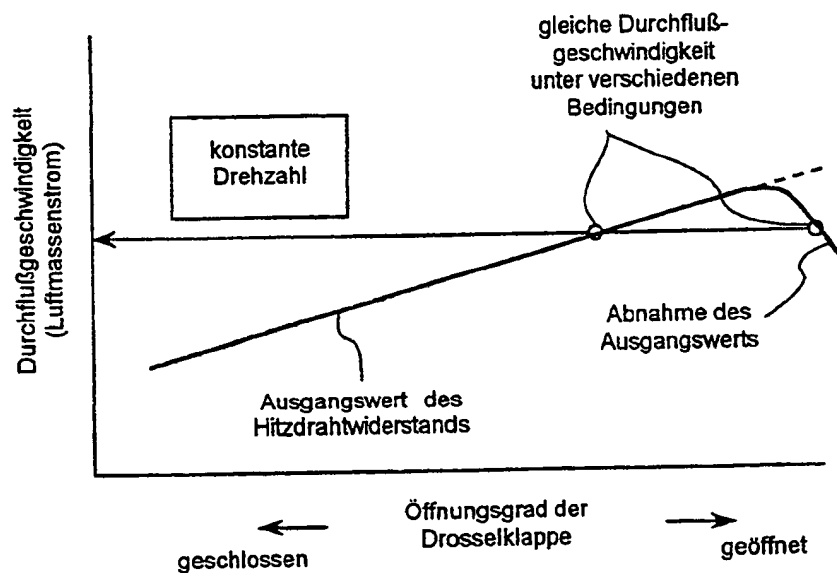 gleiche Durchfluß-
geschwindigkeit
unter verschiedenen
Bedingungen
konstante
Drehzahl
Durchflußgeschwindigkeit
(Luftmassenstrom)
Abnahme des
Ausgangswerts
Ausgangswert des
Hitzdrahtwiderstands
Öffnungsgrad der
Drosselklappe
geschlossen
geöffnet